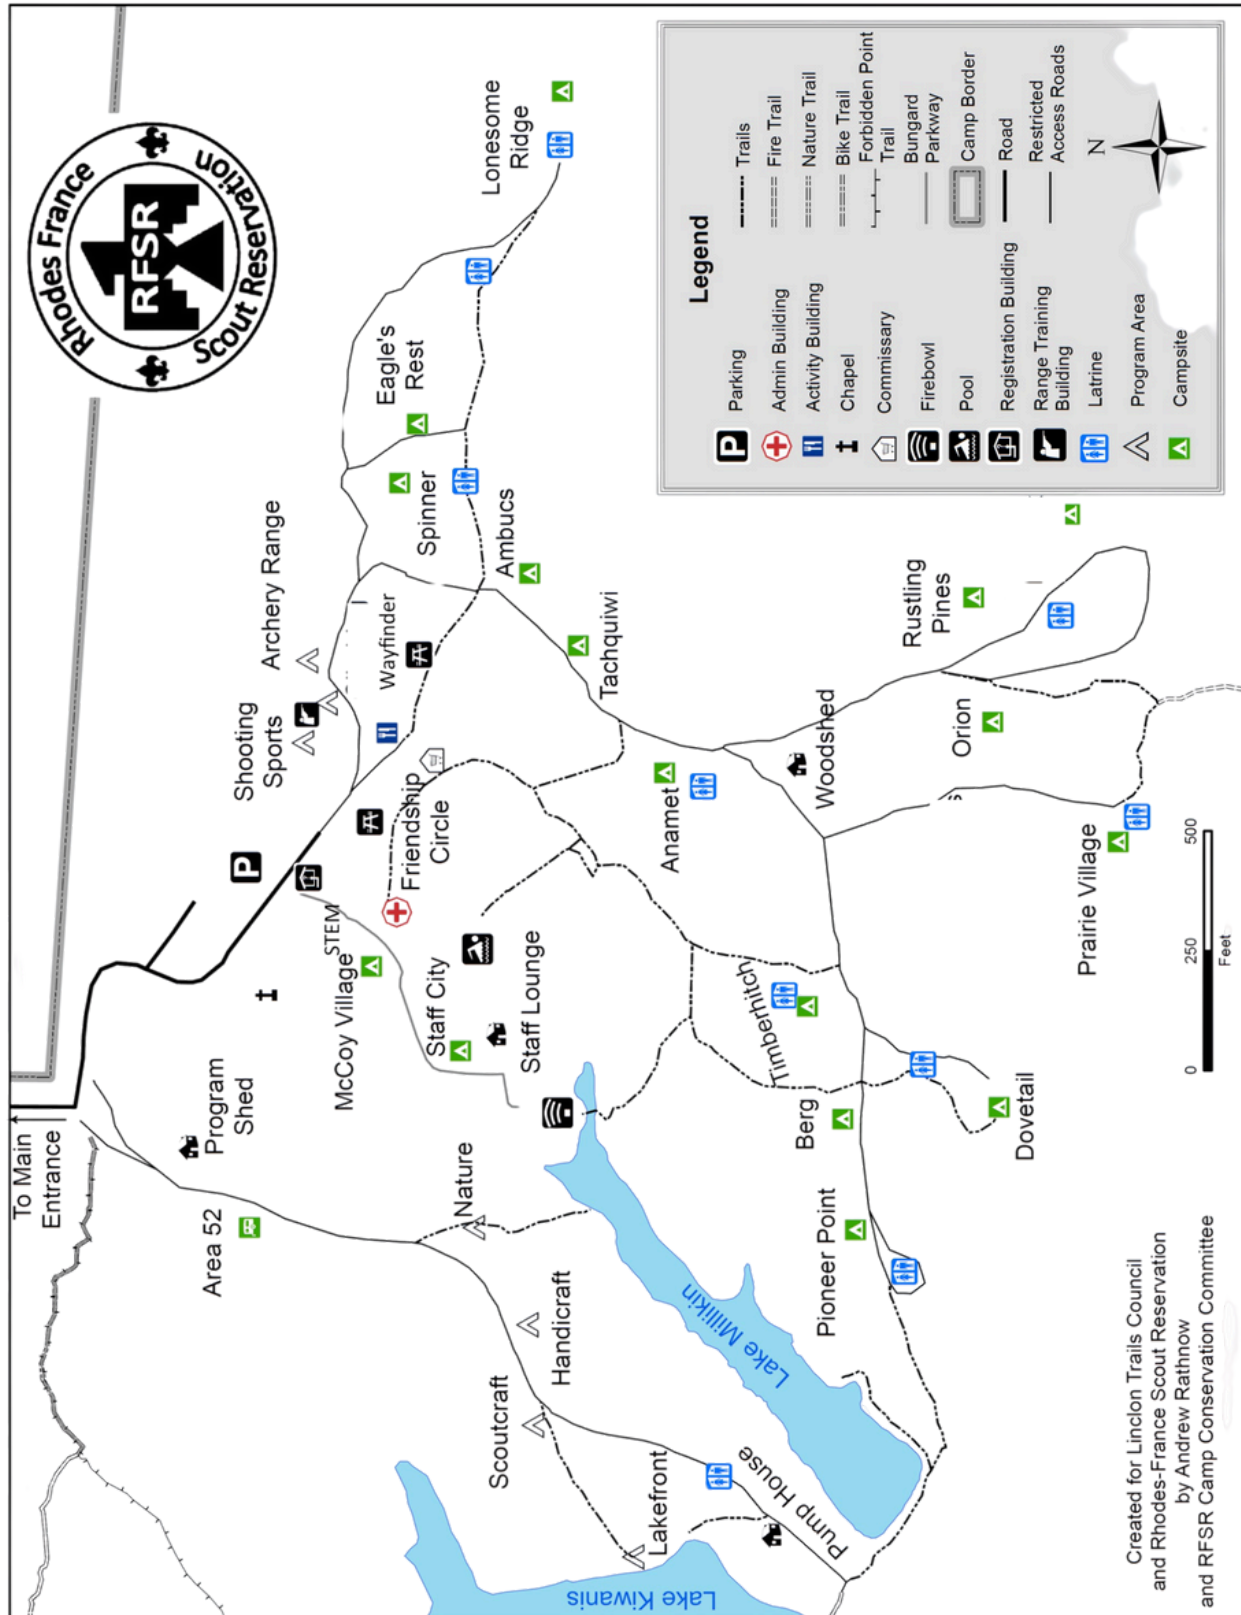 Rhodes France
RFSR
Scout Reservation
Lonesome
Ridge
Eagle's
Rest
Spinner
Archery Range
Ambucs
Wayfinder
Shooting
Sports
Tachquiwi
Rustling
Pines
Woodshed
Orion
Friendship
Circle
Anamet
STEM
McCoy Village
Staff City
Staff Lounge
Timberhitch
Prairie Village
Program
Shed
To Main
Entrance
Area 52
Nature
Berg
Dovetail
Pioneer Point
Handicraft
Scoutcraft
Lake Millikin
Lakefront
Pump House
Lake Kiwanis
Legend
P
Parking
Admin Building
Activity Building
Chapel
Commissary
Firebowl
Pool
Registration Building
Range Training
Building
Latrine
Program Area
Campsite
Trails
Fire Trail
Nature Trail
Bike Trail
Forbidden Point
Trail
Bungard
Parkway
Camp Border
Road
Restricted
Access Roads
N
P
0 250 500
Feet
Created for Linclon Trails Council
and Rhodes-France Scout Reservation
by Andrew Rathnow
and RFSR Camp Conservation Committee